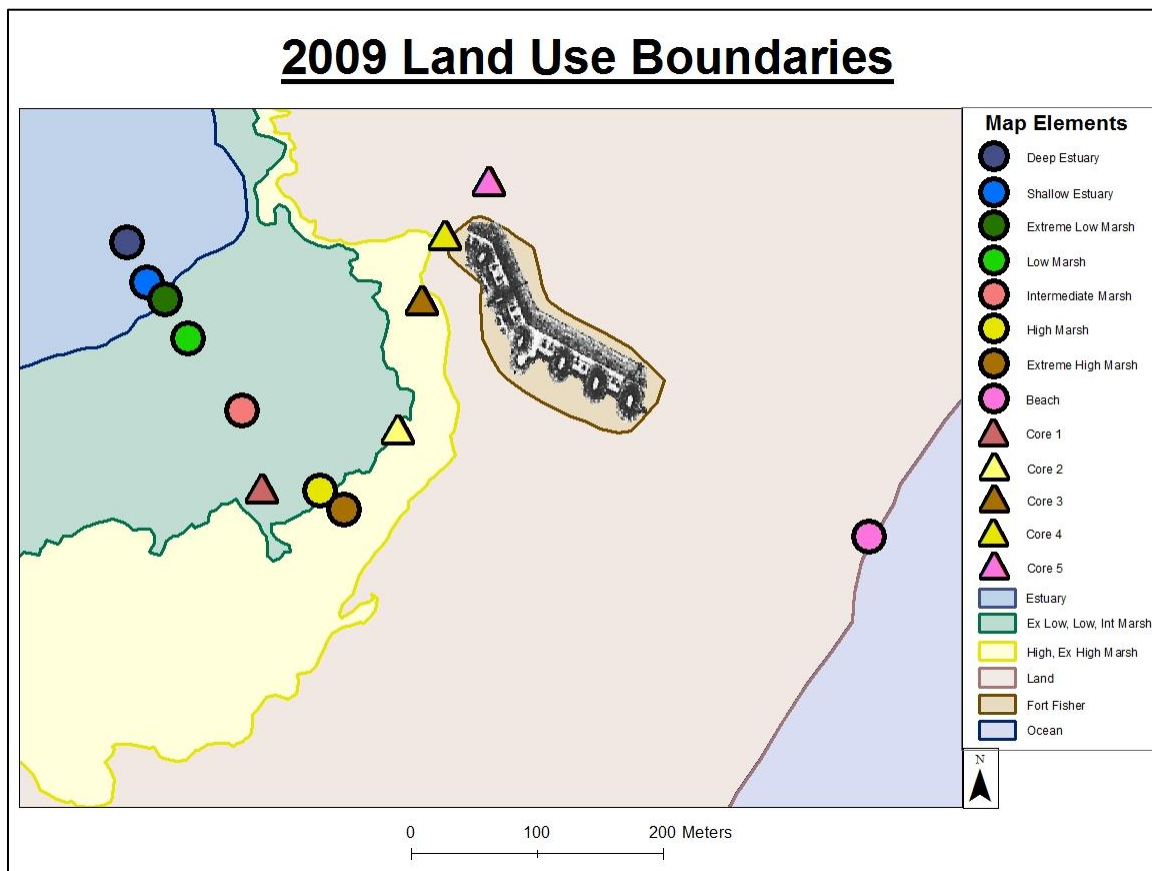 2009 Land Use Boundaries
Map Elements
Deep Estuary
Shallow Estuary
Extreme Low Marsh
Low Marsh
Intermediate Marsh
High Marsh
Extreme High Marsh
Beach
Core 1
Core 2
Core 3
Core 4
Core 5
Estuary
Ex Low, Low, Int Marsh
High, Ex High Marsh
Land
Fort Fisher
Ocean
N
0 100 200 Meters